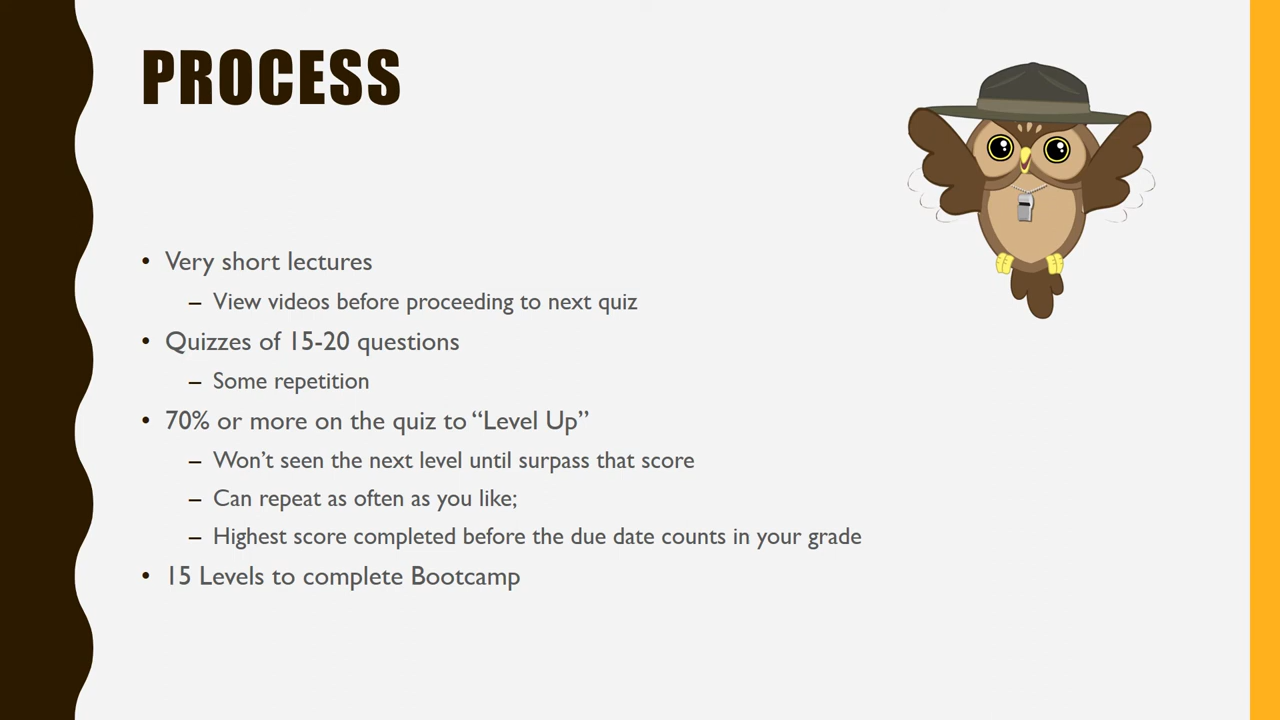 PROCESS
• Very short lectures
– View videos before proceeding to next quiz
• Quizzes of 15-20 questions
– Some repetition
• 70% or more on the quiz to “Level Up”
– Won’t seen the next level until surpass that score
– Can repeat as often as you like;
– Highest score completed before the due date counts in your grade
• 15 Levels to complete Bootcamp